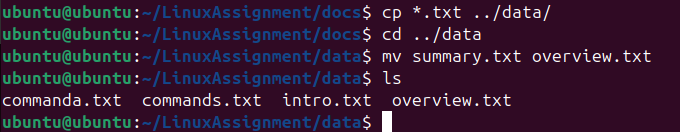 ubuntu@ubuntu:~/LinuxAssignment/docs$ cp *.txt ../data/
ubuntu@ubuntu:~/LinuxAssignment/docs$ cd ../data
ubuntu@ubuntu:~/LinuxAssignment/data$ mv summary.txt overview.txt
ubuntu@ubuntu:~/LinuxAssignment/data$ ls
commanda.txt  commands.txt  intro.txt  overview.txt
ubuntu@ubuntu:~/LinuxAssignment/data$